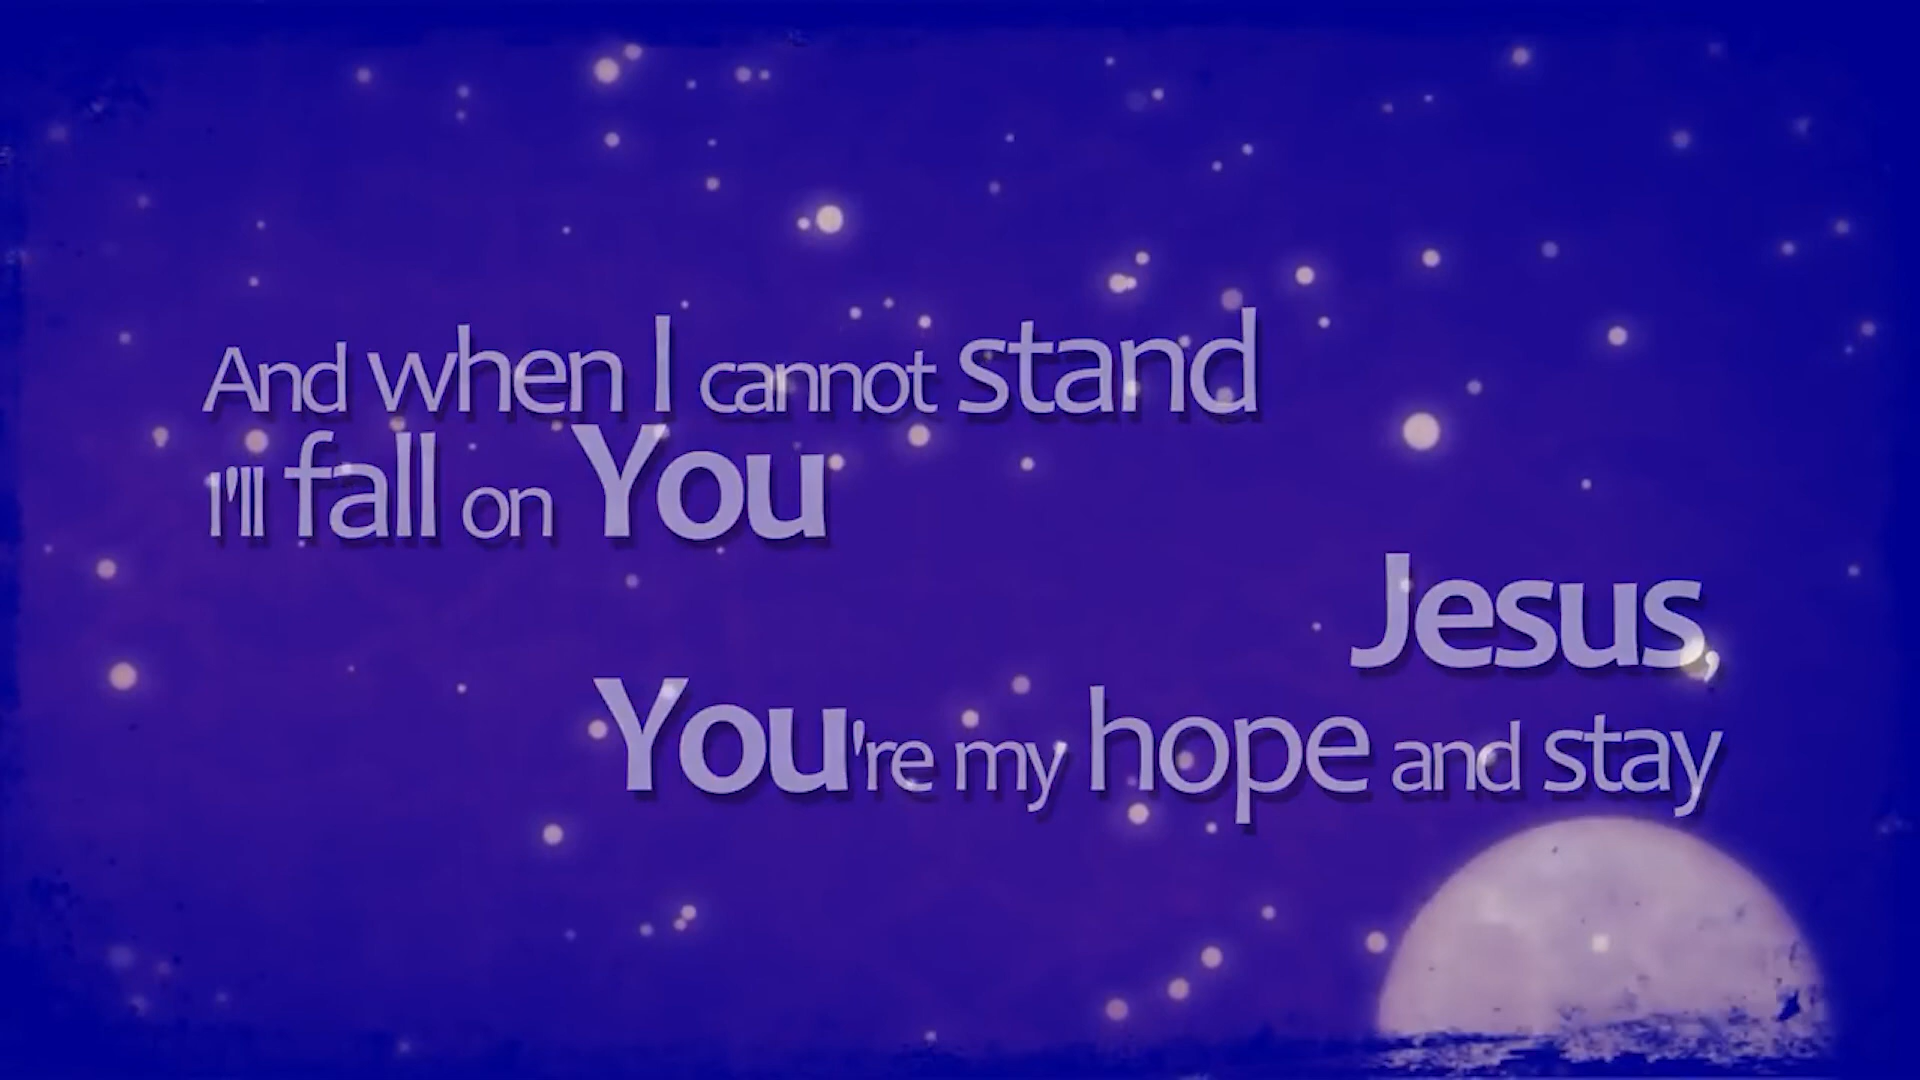 And when I cannot stand
I'll fall on You
Jesus,
You're my hope and stay